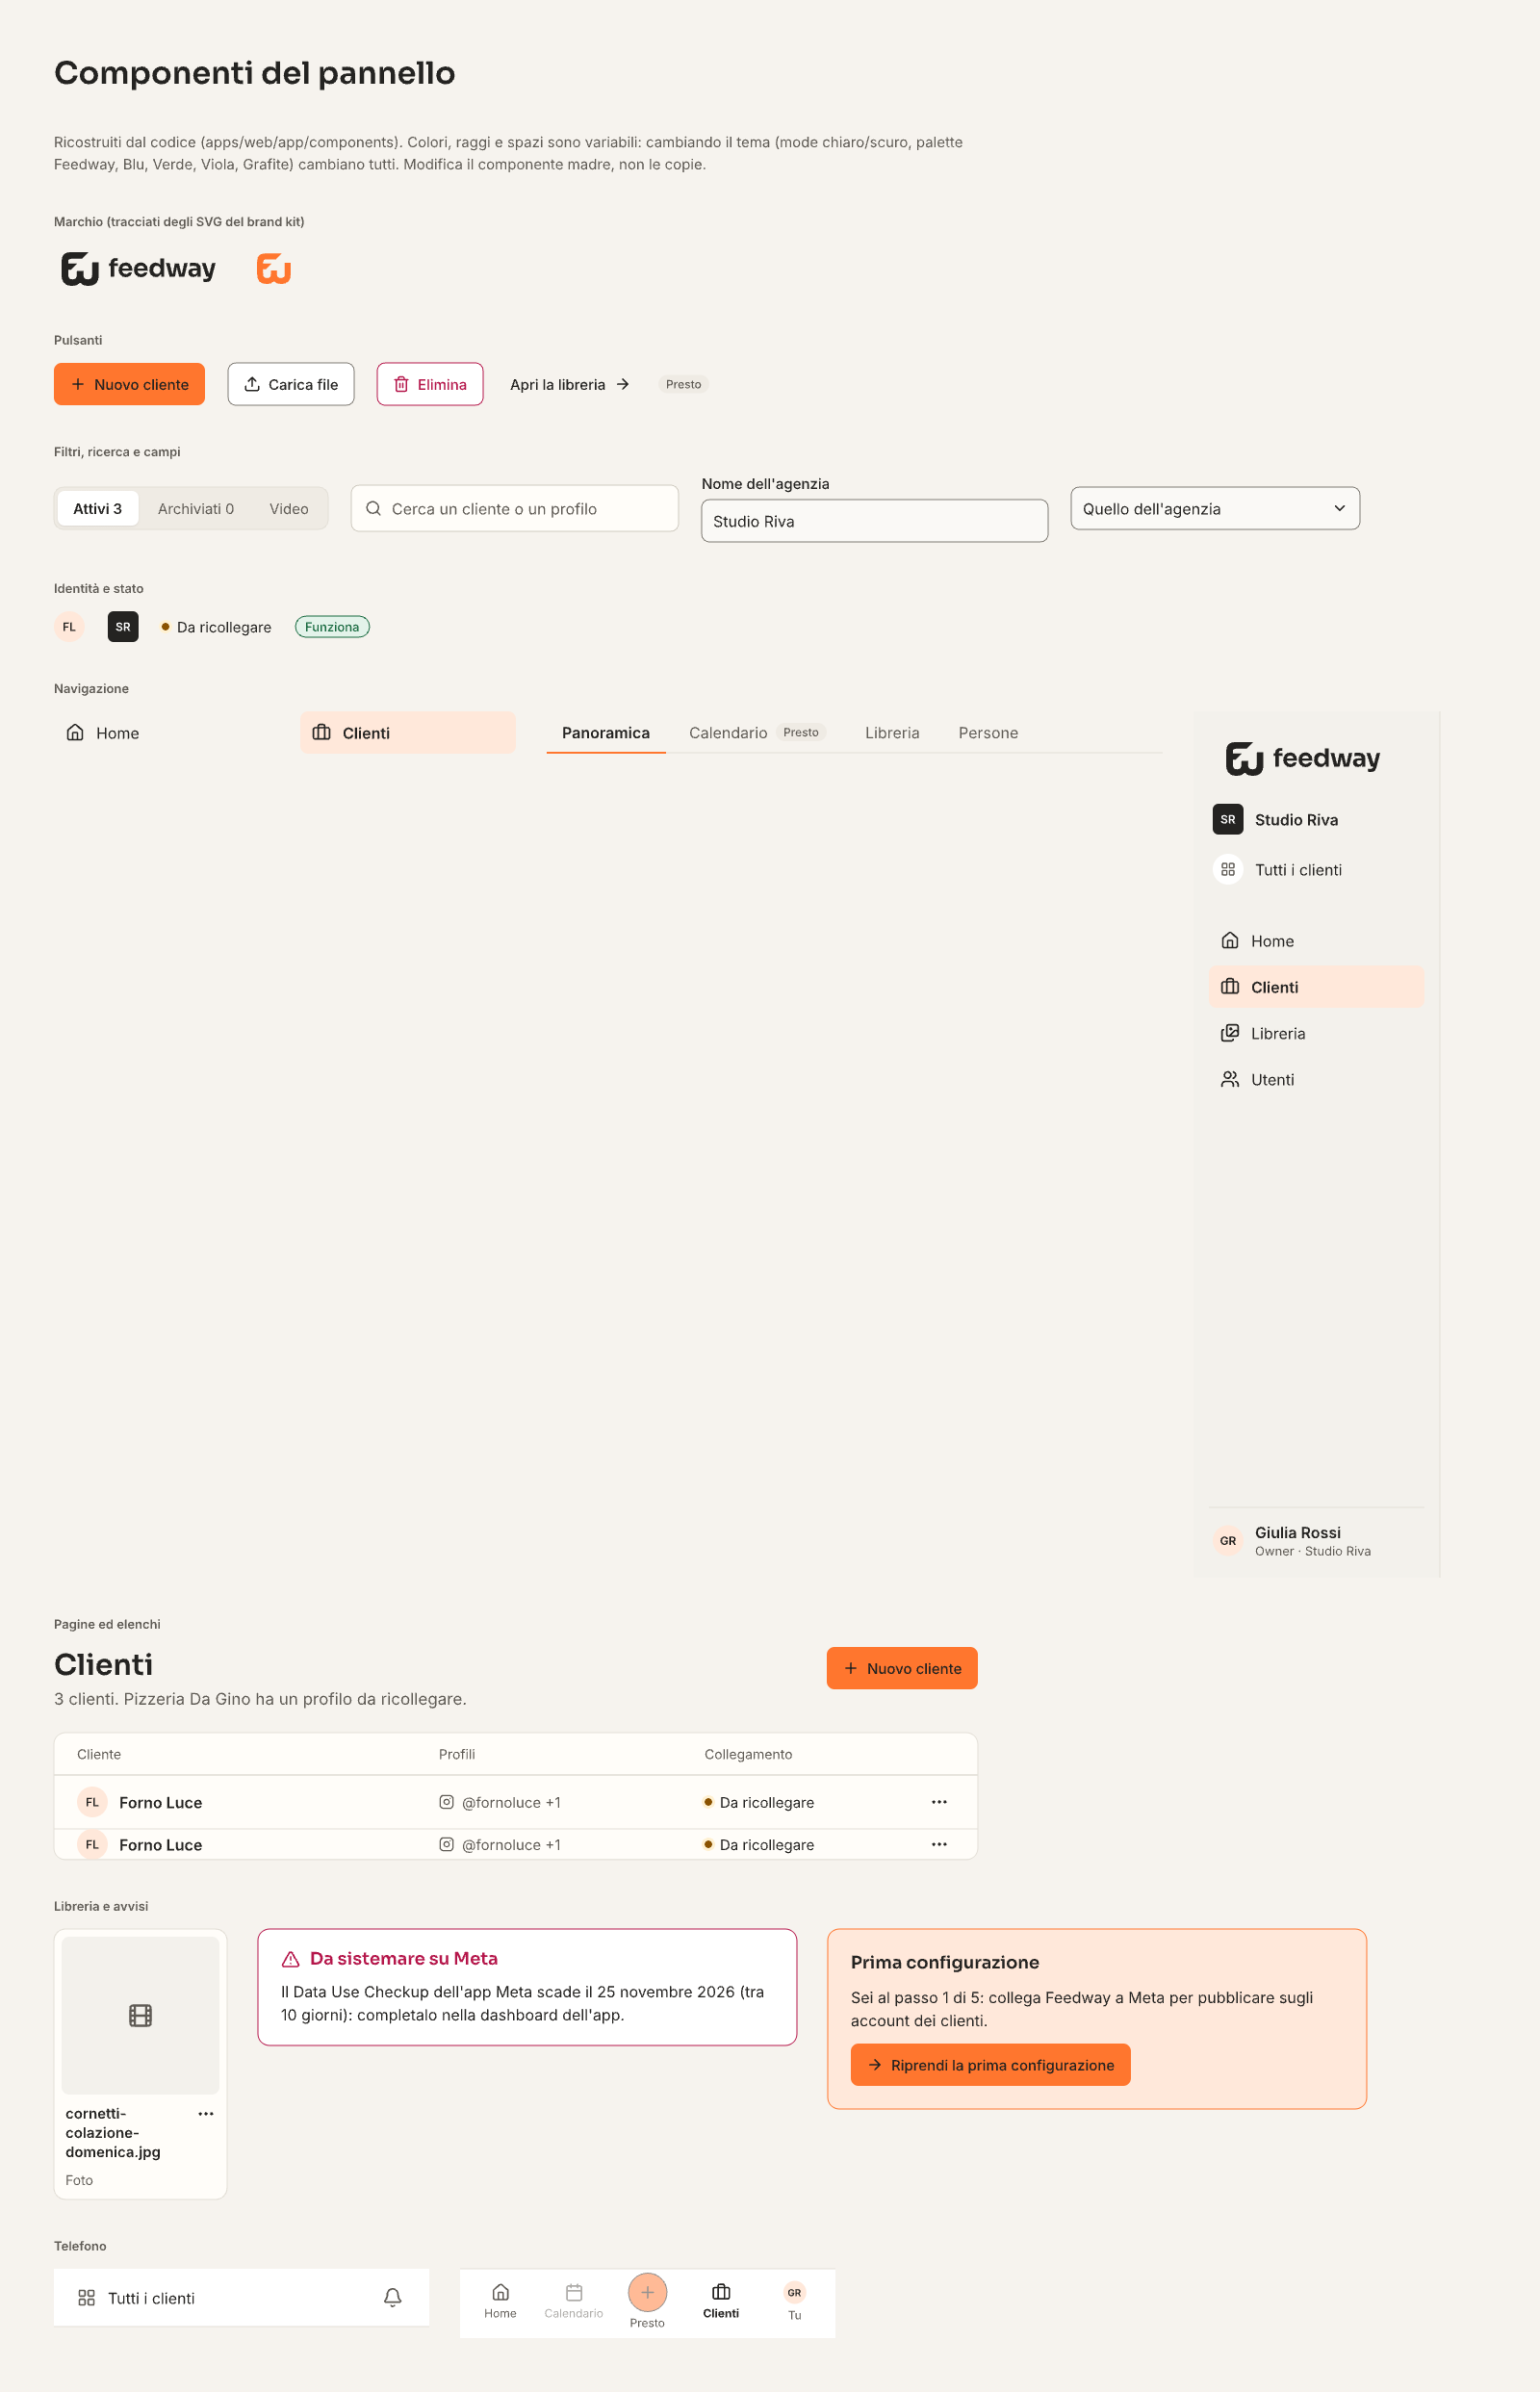 Componenti del pannello
Ricostruiti dal codice (apps/web/app/components). Colori, raggi e spazi sono variabili: cambiando il tema (mode chiaro/scuro, palette
Feedway, Blu, Verde, Viola, Grafite) cambiano tutti. Modifica il componente madre, non le copie.
Marchio (tracciati degli SVG del brand kit)
feedway
Pulsanti
Nuovo cliente
Carica file
Elimina
Apri la libreria
Presto
Filtri, ricerca e campi
Attivi 3
Archiviati 0
Video
Cerca un cliente o un profilo
Nome dell'agenzia
Studio Riva
Quello dell'agenzia
Identità e stato
FL
SR
Da ricollegare
Funziona
Navigazione
Home
Clienti
Panoramica
Calendario
Presto
Libreria
Persone
feedway
SR
Studio Riva
Tutti i clienti
Home
Clienti
Libreria
Utenti
GR
Giulia Rossi
Owner · Studio Riva
Pagine ed elenchi
Clienti
Nuovo cliente
3 clienti. Pizzeria Da Gino ha un profilo da ricollegare.
Cliente
Profili
Collegamento
FL
Forno Luce
@fornoluce +1
Da ricollegare
FL
Forno Luce
@fornoluce +1
Da ricollegare
Libreria e avvisi
cornetti-
colazione-
domenica.jpg
Foto
Da sistemare su Meta
Il Data Use Checkup dell'app Meta scade il 25 novembre 2026 (tra
10 giorni): completalo nella dashboard dell'app.
Prima configurazione
Sei al passo 1 di 5: collega Feedway a Meta per pubblicare sugli
account dei clienti.
Riprendi la prima configurazione
Telefono
Tutti i clienti
Home
Calendario
Presto
Clienti
GR
Tu